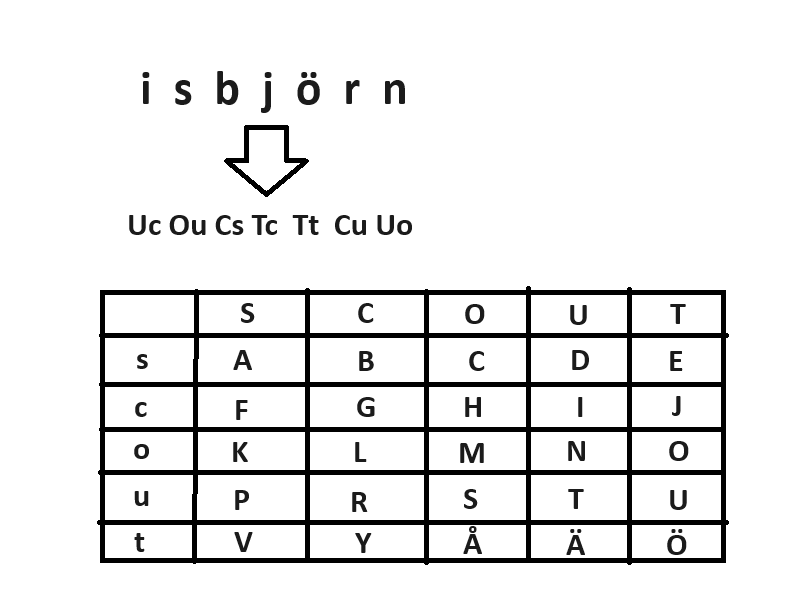 i s b j ö r n
Uc Ou Cs Tc Tt Cu Uo
S C O U T
s A B C D E
c F G H I J
o K L M N O
u P R S T U
t V Y Å Ä Ö